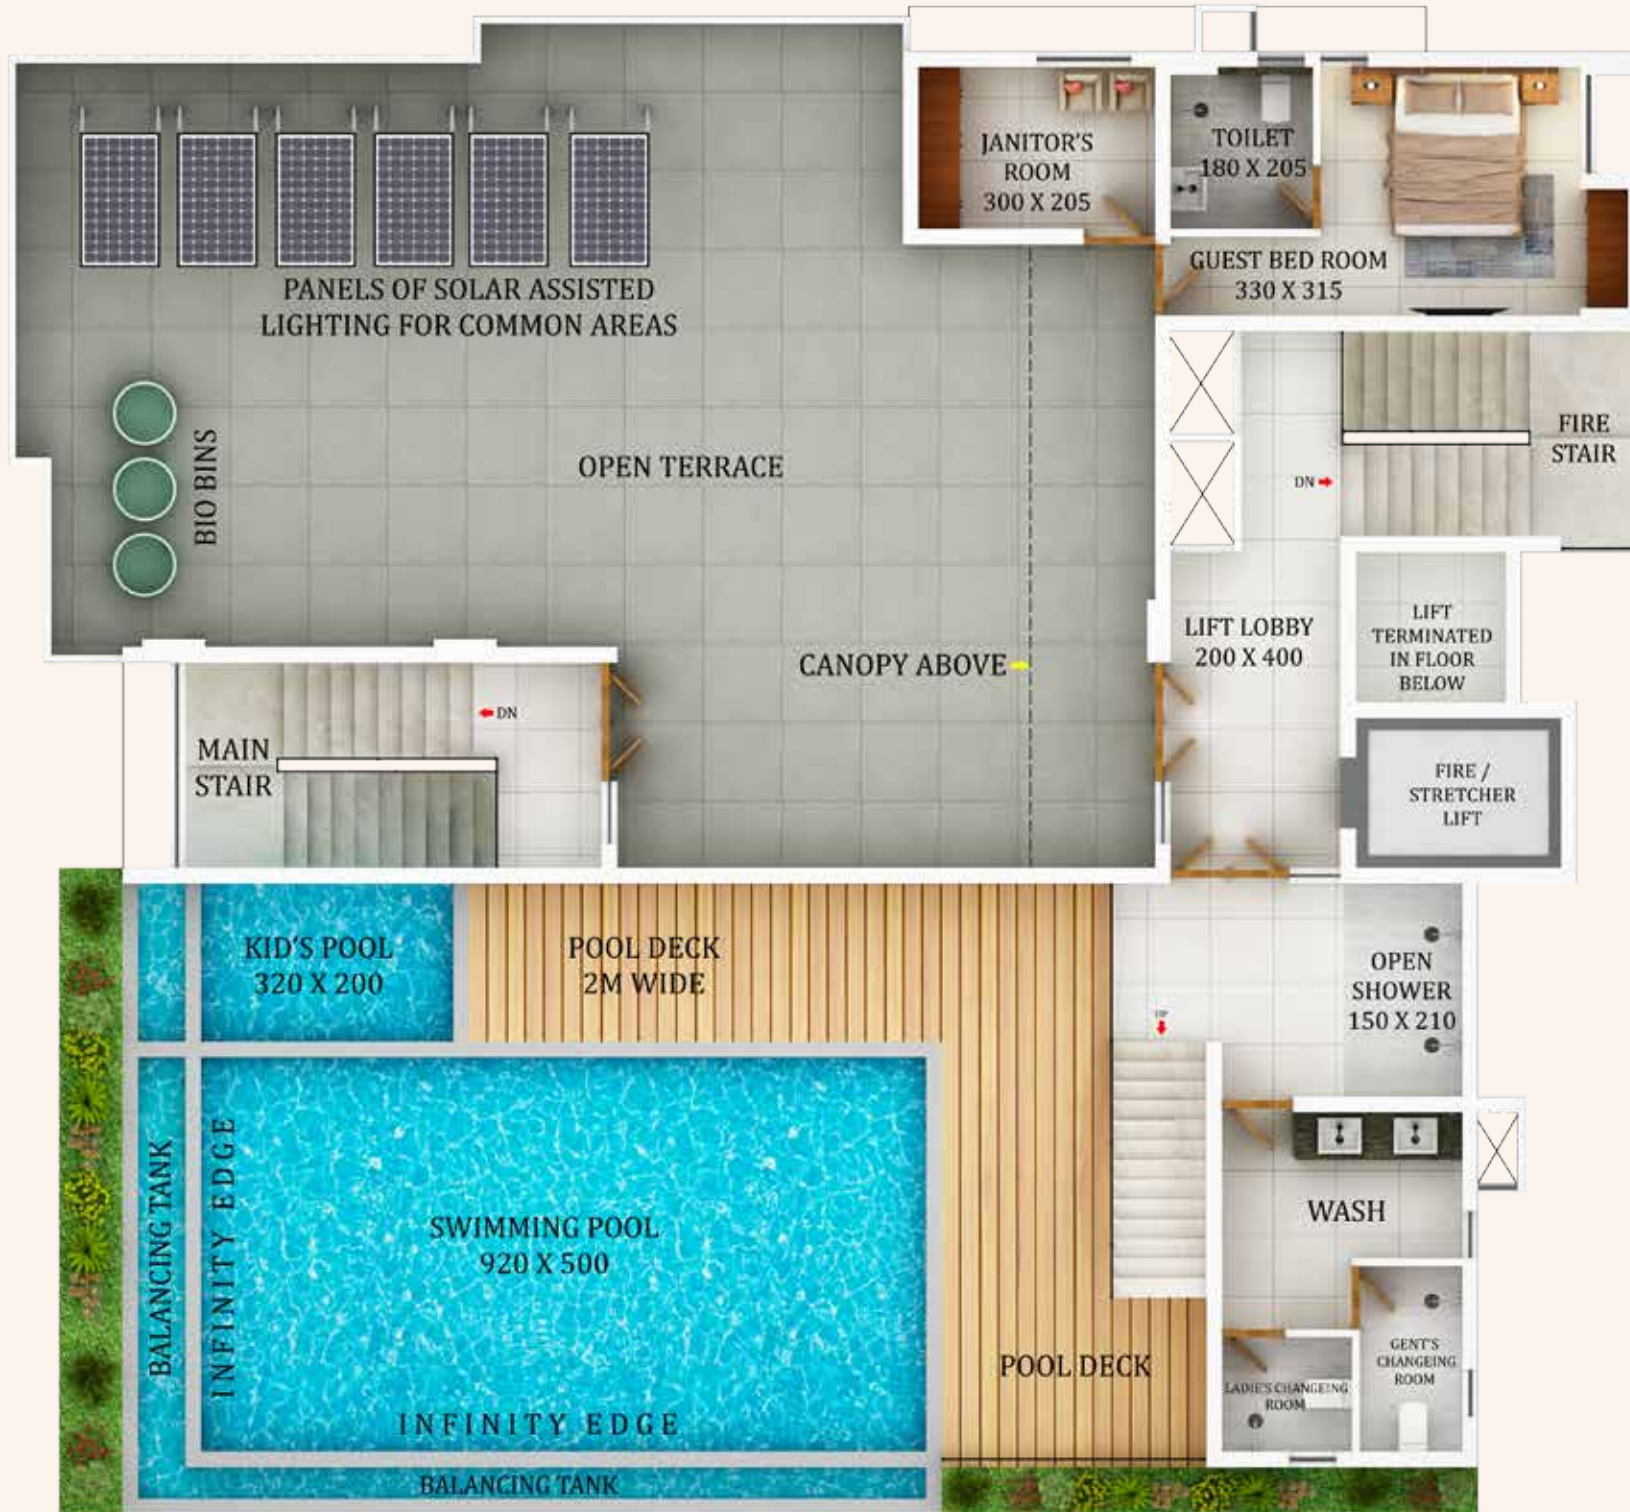 JANITOR'S
ROOM
300 X 205
TOILET
180 X 205
GUEST BED ROOM
330 X 315
PANELS OF SOLAR ASSISTED
LIGHTING FOR COMMON AREAS
BIO BINS
OPEN TERRACE
FIRE
STAIR
DN
LIFT LOBBY
200 X 400
LIFT
TERMINATED
IN FLOOR
BELOW
CANOPY ABOVE
DN
MAIN
STAIR
FIRE /
STRETCHER
LIFT
KID'S POOL
320 X 200
POOL DECK
2M WIDE
OPEN
SHOWER
150 X 210
UP
BALANCING TANK
INFINITY EDGE
SWIMMING POOL
920 X 500
WASH
POOL DECK
GENT'S
CHANGEING
ROOM
LADIE'S CHANGEING
ROOM
INFINITY EDGE
BALANCING TANK